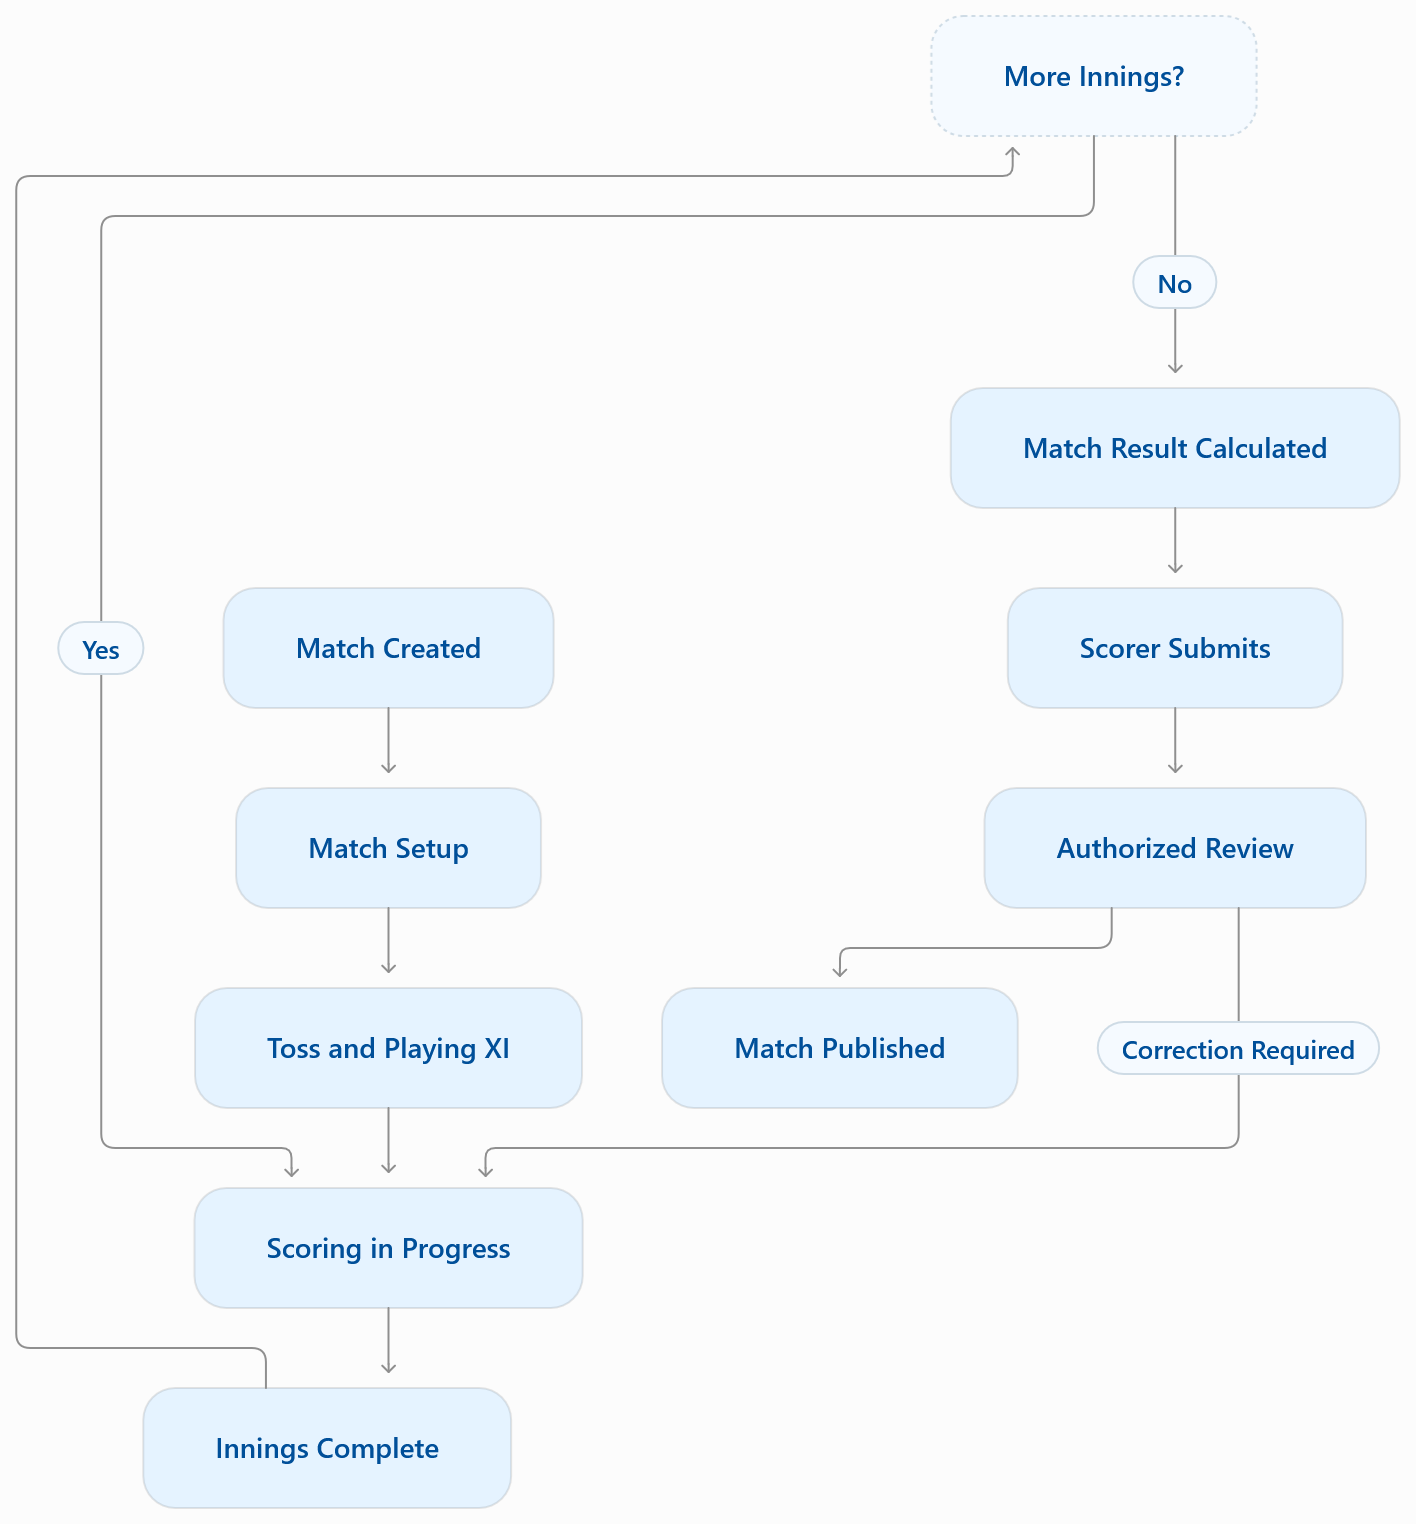 More Innings?
No
Match Result Calculated
Yes
Match Created
Scorer Submits
Match Setup
Authorized Review
Toss and Playing XI
Match Published
Correction Required
Scoring in Progress
Innings Complete